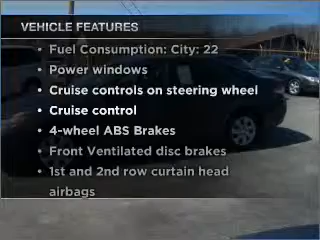 VEHICLE FEATURES
• Fuel Consumption: City: 22
• Power windows
• Cruise controls on steering wheel
• Cruise control
• 4-wheel ABS Brakes
• Front Ventilated disc brakes
• 1st and 2nd row curtain head
airbags